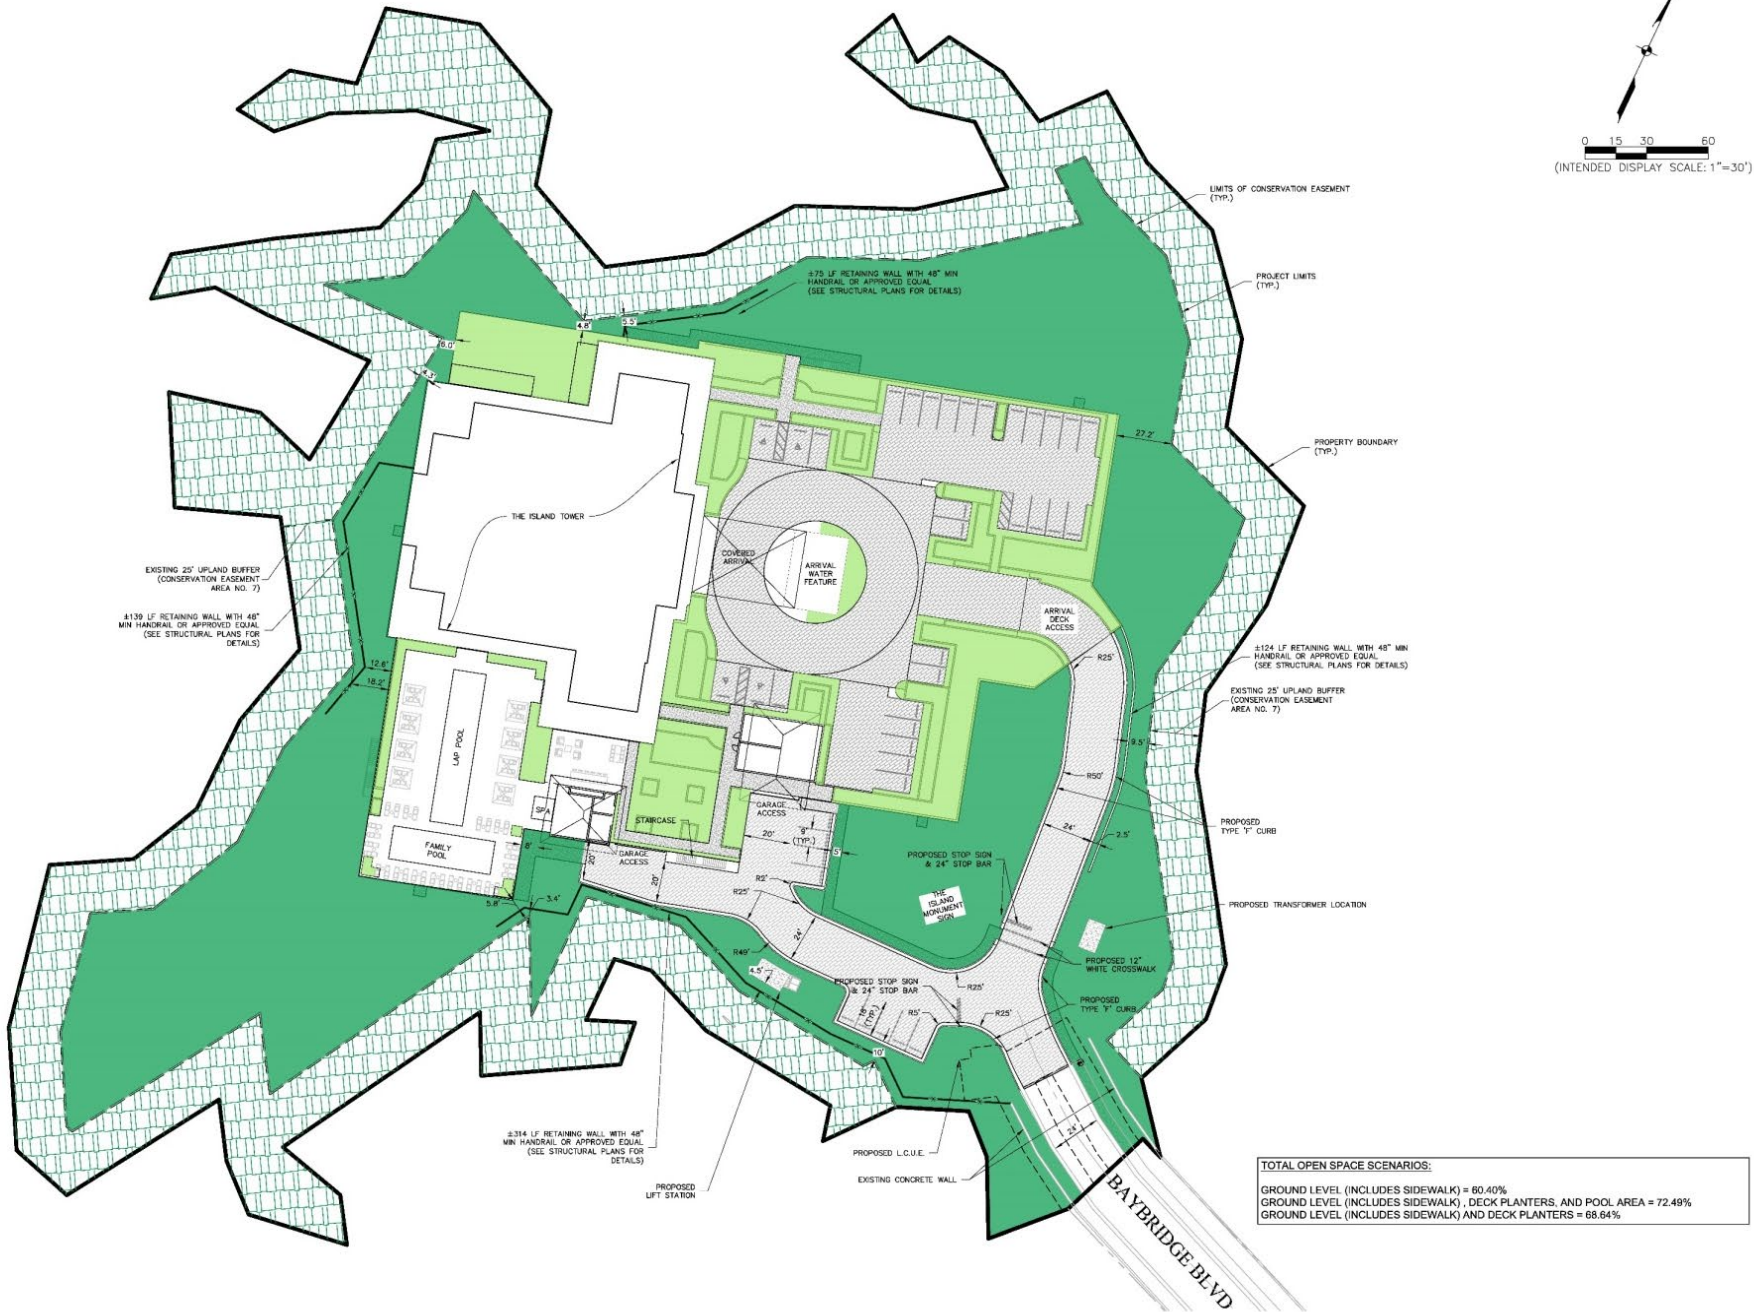 0 15 30 60
(INTENDED DISPLAY SCALE: 1"=30')
LIMITS OF CONSERVATION EASEMENT
(TYP.)
±75 LF RETAINING WALL WITH 48" MIN
HANDRAIL OR APPROVED EQUAL
(SEE STRUCTURAL PLANS FOR DETAILS)
PROJECT LIMITS
(TYP.)
4.8'
5.5'
6.0'
4.3'
27.2'
PROPERTY BOUNDARY
(TYP.)
THE ISLAND TOWER
COVERED
ARRIVAL
ARRIVAL
WATER
FEATURE
EXISTING 25' UPLAND BUFFER
(CONSERVATION EASEMENT
AREA NO. 7)
±139 LF RETAINING WALL WITH 48"
MIN HANDRAIL OR APPROVED EQUAL
(SEE STRUCTURAL PLANS FOR
DETAILS)
ARRIVAL
DECK
ACCESS
R25'
±124 LF RETAINING WALL WITH 48" MIN
HANDRAIL OR APPROVED EQUAL
(SEE STRUCTURAL PLANS FOR DETAILS)
12.6'
18.2'
EXISTING 25' UPLAND BUFFER
(CONSERVATION EASEMENT
AREA NO. 7)
9.5'
LAP POOL
R50'
SPA
FAMILY
POOL
STAIRCASE
GARAGE
ACCESS
GARAGE
ACCESS
20'
9'
(TYP.)
5'
24'
2.5'
PROPOSED
TYPE 'F' CURB
8'
20'
20'
PROPOSED STOP SIGN
& 24" STOP BAR
R2'
R25'
5.8'
3.4'
THE
ISLAND
MONUMENT
SIGN
PROPOSED TRANSFORMER LOCATION
24'
R49'
4.5'
PROPOSED 12"
WHITE CROSSWALK
PROPOSED STOP SIGN
& 24" STOP BAR
R25'
18'
(TYP.)
R5'
R25'
PROPOSED
TYPE 'F' CURB
10'
±314 LF RETAINING WALL WITH 48"
MIN HANDRAIL OR APPROVED EQUAL
(SEE STRUCTURAL PLANS FOR
DETAILS)
PROPOSED
LIFT STATION
PROPOSED L.C.U.E.
EXISTING CONCRETE WALL
24'
BAYBRIDGE BLVD
TOTAL OPEN SPACE SCENARIOS:
GROUND LEVEL (INCLUDES SIDEWALK) = 60.40%
GROUND LEVEL (INCLUDES SIDEWALK) , DECK PLANTERS, AND POOL AREA = 72.49%
GROUND LEVEL (INCLUDES SIDEWALK) AND DECK PLANTERS = 68.64%